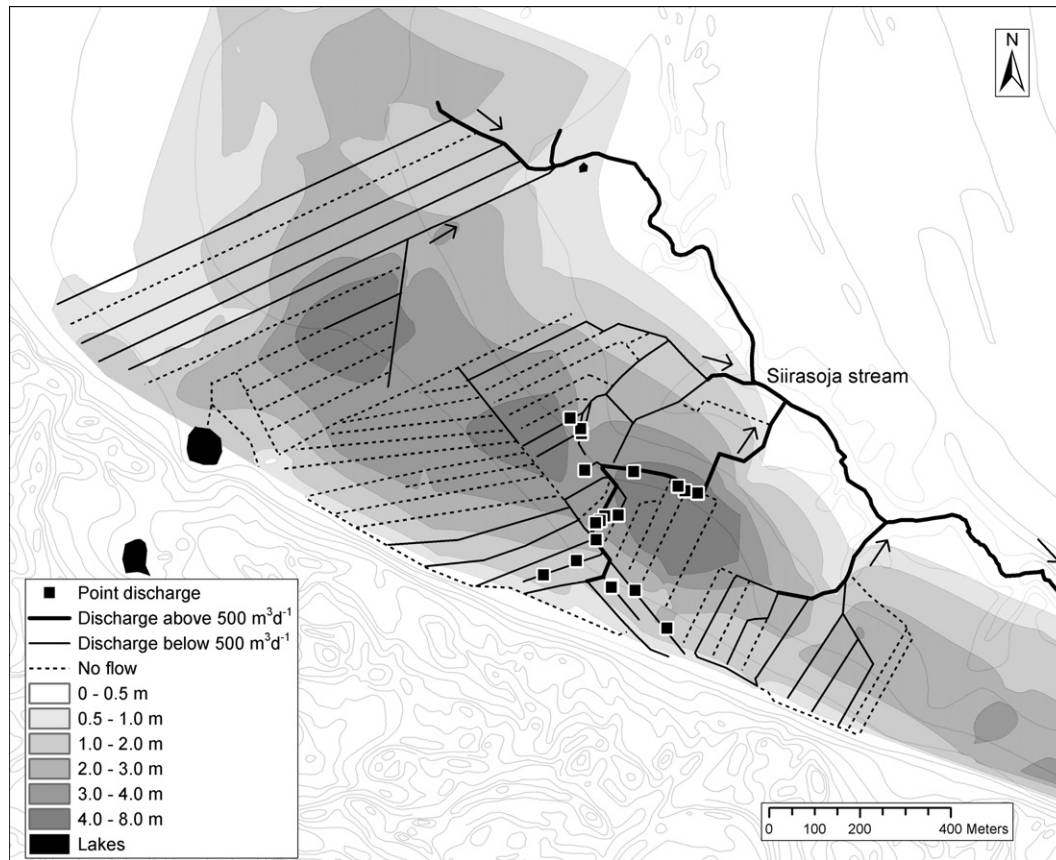 N
Siirasoja stream
Point discharge
Discharge above 500 m³d⁻¹
Discharge below 500 m³d⁻¹
No flow
0 - 0.5 m
0.5 - 1.0 m
1.0 - 2.0 m
2.0 - 3.0 m
3.0 - 4.0 m
4.0 - 8.0 m
Lakes
0 100 200 400 Meters